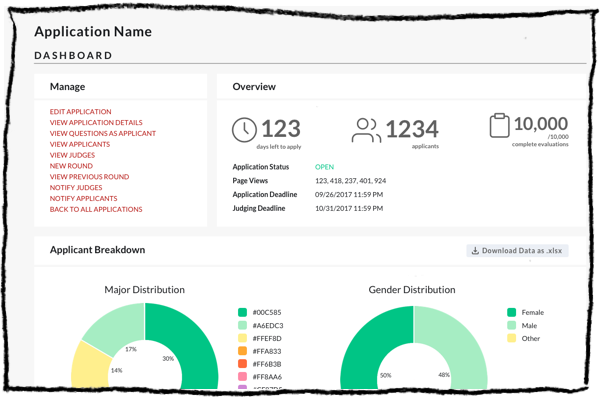 Application Name
DASHBOARD
Manage
EDIT APPLICATION
VIEW APPLICATION DETAILS
VIEW QUESTIONS AS APPLICANT
VIEW APPLICANTS
VIEW JUDGES
NEW ROUND
VIEW PREVIOUS ROUND
NOTIFY JUDGES
NOTIFY APPLICANTS
BACK TO ALL APPLICATIONS
Overview
123
days left to apply
1234
applicants
10,000
/10,000
complete evaluations
Application Status OPEN
Page Views 123, 418, 237, 401, 924
Application Deadline 09/26/2017 11:59 PM
Judging Deadline 10/31/2017 11:59 PM
Applicant Breakdown
Download Data as .xlsx
Major Distribution
17%
30%
14%
#00C585
#A6EDC3
#FFEF8D
#FFA833
#FF6B3B
#FF8AA6
Gender Distribution
50%
48%
Female
Male
Other